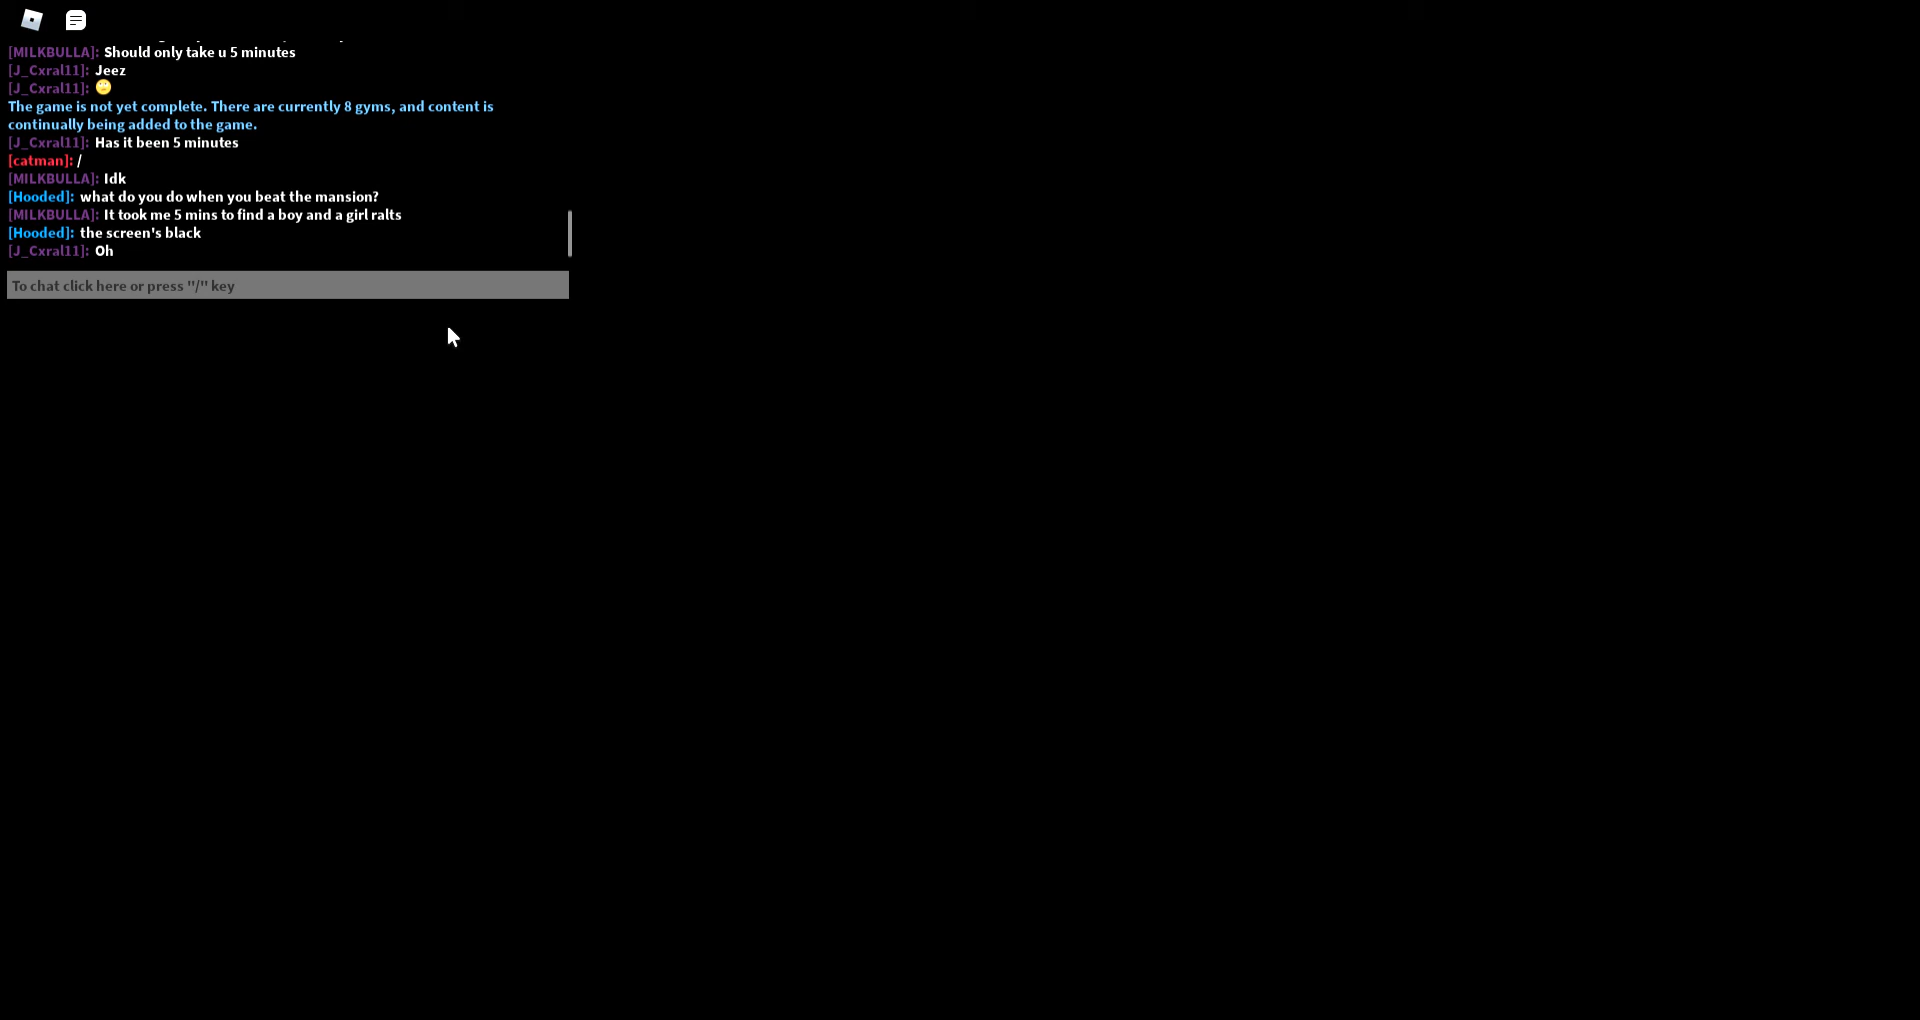 [MILKBULLA]: Should only take u 5 minutes
[J_Cxral11]: Jeez
[J_Cxral11]: 🙄
The game is not yet complete. There are currently 8 gyms, and content is
continually being added to the game.
[J_Cxral11]: Has it been 5 minutes
[catman]: /
[MILKBULLA]: Idk
[Hooded]: what do you do when you beat the mansion?
[MILKBULLA]: It took me 5 mins to find a boy and a girl ralts
[Hooded]: the screen's black
[J_Cxral11]: Oh
To chat click here or press "/" key